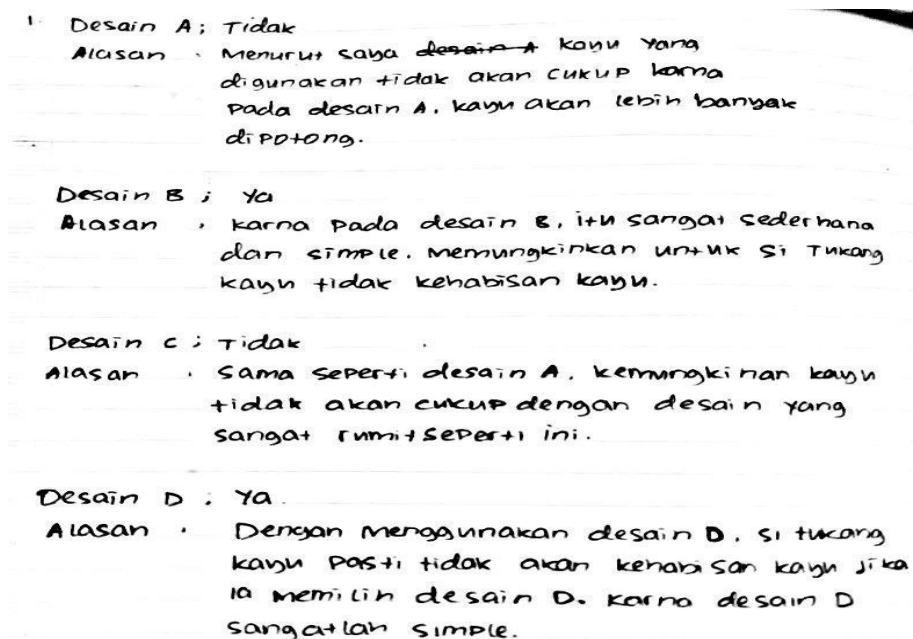 1. Desain A; Tidak
Alasan : Menurut saya desain A kayu yang
digunakan tidak akan cukup karna
pada desain A. kayu akan lebih banyak
dipotong.
Desain B ; Ya
Alasan : karna pada desain B, itu sangat sederhana
dan simple. Memungkinkan untuk si Tukang
kayu tidak kehabisan kayu.
Desain C ; Tidak
Alasan : Sama seperti desain A. kemungkinan kayu
tidak akan cukup dengan desain yang
sangat rumit seperti ini.
Desain D : Ya.
Alasan : Dengan menggunakan desain D. si tukang
kayu pasti tidak akan kehabisan kayu jika
ia memilih desain D. karna desain D
sangatlah simple.